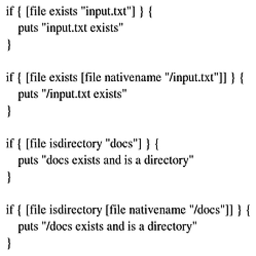 if { [file exists "input.txt"] } {
    puts "input.txt exists"
}

if { [file exists [file nativename "/input.txt"]] } {
    puts "/input.txt exists"
}

if { [file isdirectory "docs"] } {
    puts "docs exists and is a directory"
}

if { [file isdirectory [file nativename "/docs"]] } {
    puts "/docs exists and is a directory"
}